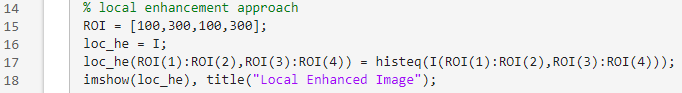 14 % local enhancement approach
15 ROI = [100,300,100,300];
16 loc_he = I;
17 loc_he(ROI(1):ROI(2),ROI(3):ROI(4)) = histeq(I(ROI(1):ROI(2),ROI(3):ROI(4)));
18 imshow(loc_he), title("Local Enhanced Image");